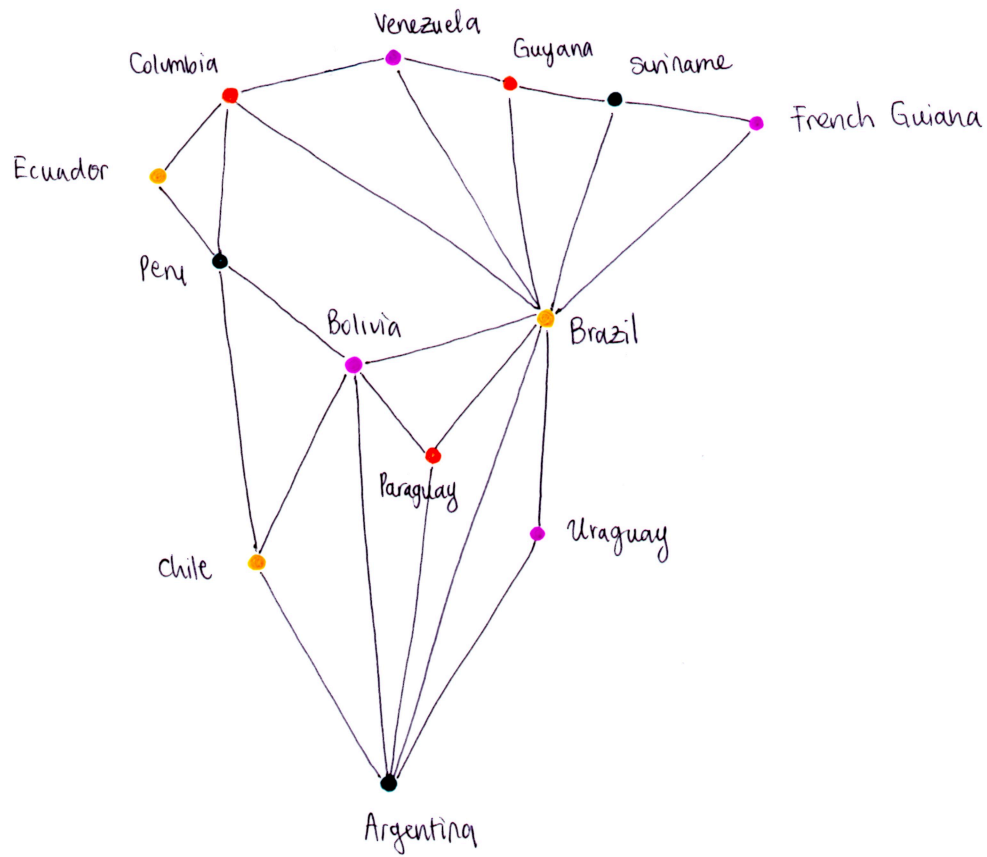 Venezuela
Guyana
Columbia
Suriname
French Guiana
Ecuador
Peru
Bolivia
Brazil
Paraguay
Uraguay
Chile
Argentina